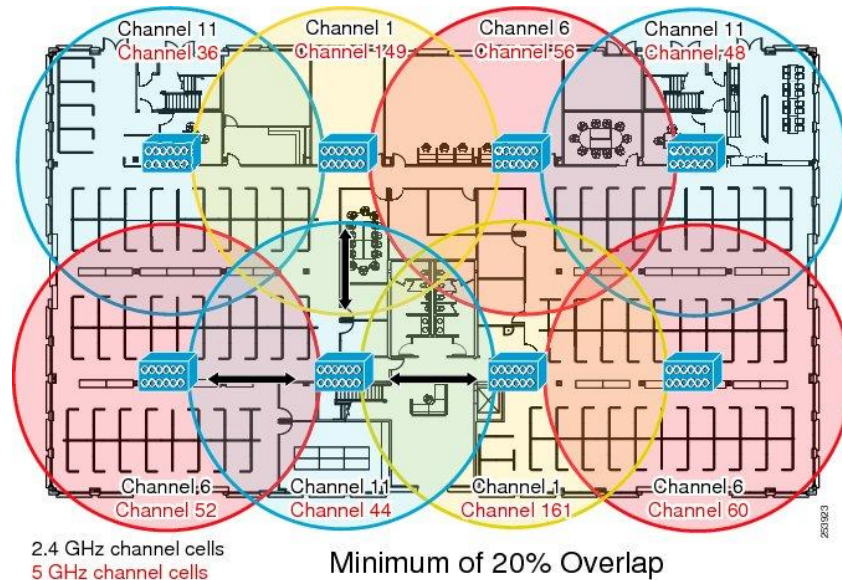 Channel 11
Channel 36
Channel 1
Channel 149
Channel 6
Channel 56
Channel 11
Channel 48
Channel 6
Channel 52
Channel 11
Channel 44
Channel 1
Channel 161
Channel 6
Channel 60
253923
2.4 GHz channel cells
5 GHz channel cells
Minimum of 20% Overlap